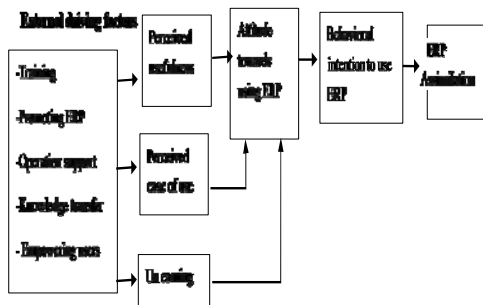 External driving factors
-Training
-Promoting ERP
-Operation support
-Knowledge transfer
- Empowering users
Perceived
usefulness
Perceived
ease of use
Attitude
towards
using ERP
Behavioral
intention to use
ERP
ERP
Assimilation